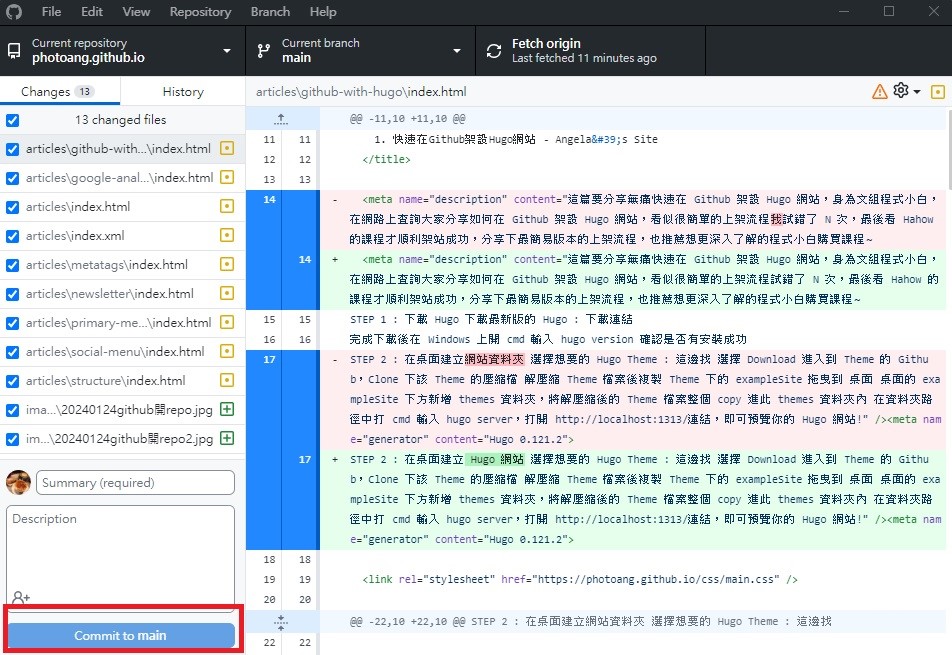 File Edit View Repository Branch Help
Current repository
photoang.github.io
Current branch
main
Fetch origin
Last fetched 11 minutes ago
Changes 13
History
13 changed files
articles\github-with...\index.html
articles\google-anal...\index.html
articles\index.html
articles\index.xml
articles\metatags\index.html
articles\newsletter\index.html
articles\primary-me...\index.html
articles\social-menu\index.html
articles\structure\index.html
ima...\20240124github開repo.jpg
im...\20240124github開repo2.jpg
Summary (required)
Description
Commit to main
articles\github-with-hugo\index.html
@@ -11,10 +11,10 @@
11 11 1. 快速在Github架設Hugo網站 - Angela&#39;s Site
12 12 </title>
13 13
14 - <meta name="description" content="這篇要分享無痛快速在 Github 架設 Hugo 網站，身為文組程式小白，
在網路上查詢大家分享如何在 Github 架設 Hugo 網站，看似很簡單的上架流程我試錯了 N 次，最後看 Hahow
的課程才順利架站成功，分享下最簡易版本的上架流程，也推薦想更深入了解的程式小白購買課程~
14 + <meta name="description" content="這篇要分享無痛快速在 Github 架設 Hugo 網站，身為文組程式小白，
在網路上查詢大家分享如何在 Github 架設 Hugo 網站，看似很簡單的上架流程試錯了 N 次，最後看 Hahow 的
課程才順利架站成功，分享下最簡易版本的上架流程，也推薦想更深入了解的程式小白購買課程~
15 15 STEP 1 : 下載 Hugo 下載最新版的 Hugo : 下載連結
16 16 完成下載後在 Windows 上開 cmd 輸入 hugo version 確認是否有安裝成功
17 - STEP 2 : 在桌面建立網站資料夾 選擇想要的 Hugo Theme : 這邊找 選擇 Download 進入到 Theme 的 Githu
b，Clone 下該 Theme 的壓縮檔 解壓縮 Theme 檔案後複製 Theme 下的 exampleSite 拖曳到 桌面 桌面的 exa
mpleSite 下方新增 themes 資料夾，將解壓縮後的 Theme 檔案整個 copy 進此 themes 資料夾內 在資料夾路
徑中打 cmd 輸入 hugo server，打開 http://localhost:1313/連結，即可預覽你的 Hugo 網站!" /><meta nam
e="generator" content="Hugo 0.121.2">
17 + STEP 2 : 在桌面建立 Hugo 網站 選擇想要的 Hugo Theme : 這邊找 選擇 Download 進入到 Theme 的 Githu
b，Clone 下該 Theme 的壓縮檔 解壓縮 Theme 檔案後複製 Theme 下的 exampleSite 拖曳到 桌面 桌面的 exa
mpleSite 下方新增 themes 資料夾，將解壓縮後的 Theme 檔案整個 copy 進此 themes 資料夾內 在資料夾路
徑中打 cmd 輸入 hugo server，打開 http://localhost:1313/連結，即可預覽你的 Hugo 網站!" /><meta nam
e="generator" content="Hugo 0.121.2">
18 18
19 19 <link rel="stylesheet" href="https://photoang.github.io/css/main.css" />
20 20
@@ -22,10 +22,10 @@ STEP 2 : 在桌面建立網站資料夾 選擇想要的 Hugo Theme : 這邊找
22 22